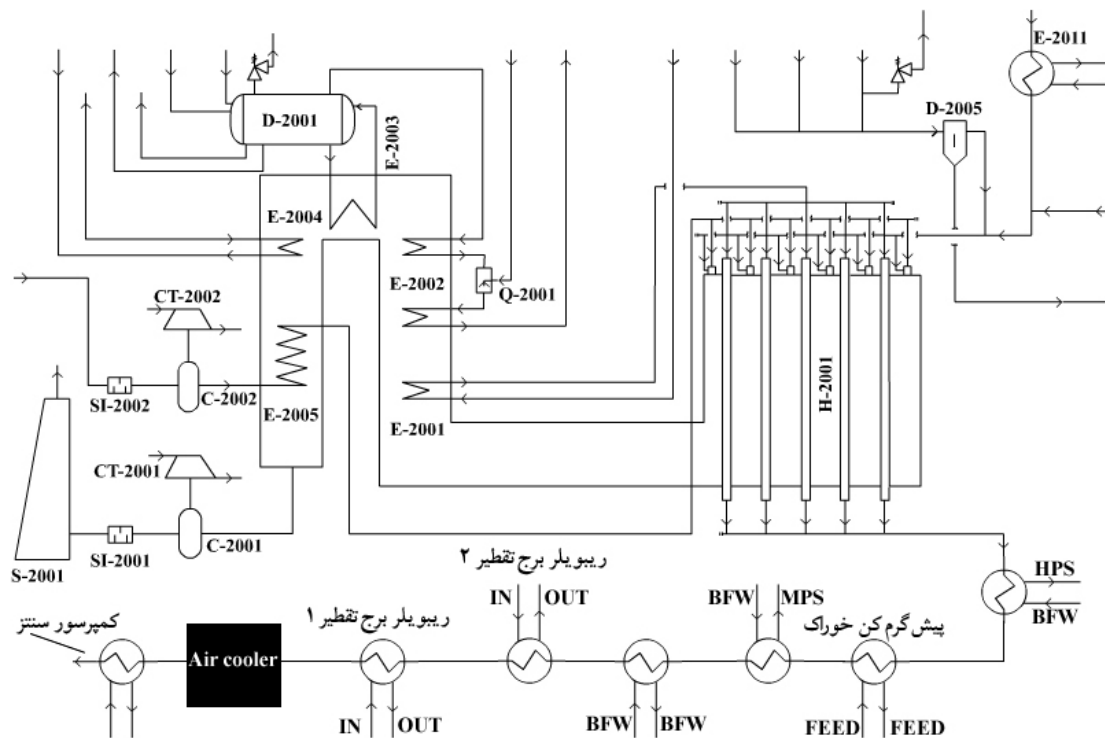 E-2011
D-2001
D-2005
E-2003
E-2004
E-2002
Q-2001
CT-2002
SI-2002
C-2002
E-2005
E-2001
H-2001
CT-2001
SI-2001
C-2001
S-2001
ریبویلر برج تقطیر ۲
HPS
BFW
IN
OUT
BFW
MPS
کمپرسور سنتز
ریبویلر برج تقطیر ۱
پیش‌گرم کن خوراک
Air cooler
IN
OUT
BFW
BFW
FEED
FEED